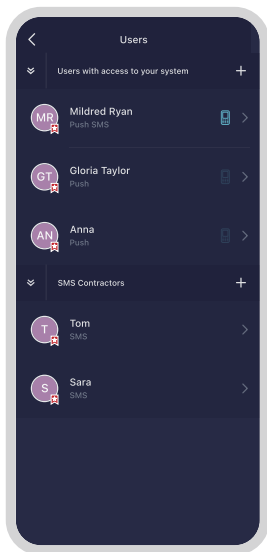 Users
Users with access to your system
MR
Mildred Ryan
Push SMS
GT
Gloria Taylor
Push
AN
Anna
Push
SMS Contractors
T
Tom
SMS
S
Sara
SMS